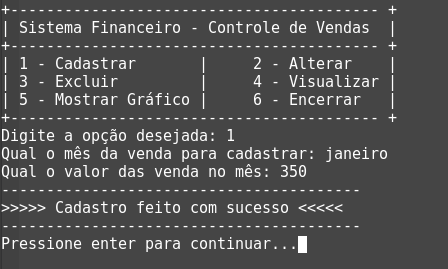 +----------------------------------------- +
| Sistema Financeiro - Controle de Vendas  |
+----------------------------------------- +
| 1 - Cadastrar       |     2 - Alterar    |
| 3 - Excluir         |     4 - Visualizar |
| 5 - Mostrar Gráfico |     6 - Encerrar   |
+----------------------------------------- +
Digite a opção desejada: 1
Qual o mês da venda para cadastrar: janeiro
Qual o valor das venda no mês: 350
----------------------------------------
>>>>> Cadastro feito com sucesso <<<<<
----------------------------------------
Pressione enter para continuar...